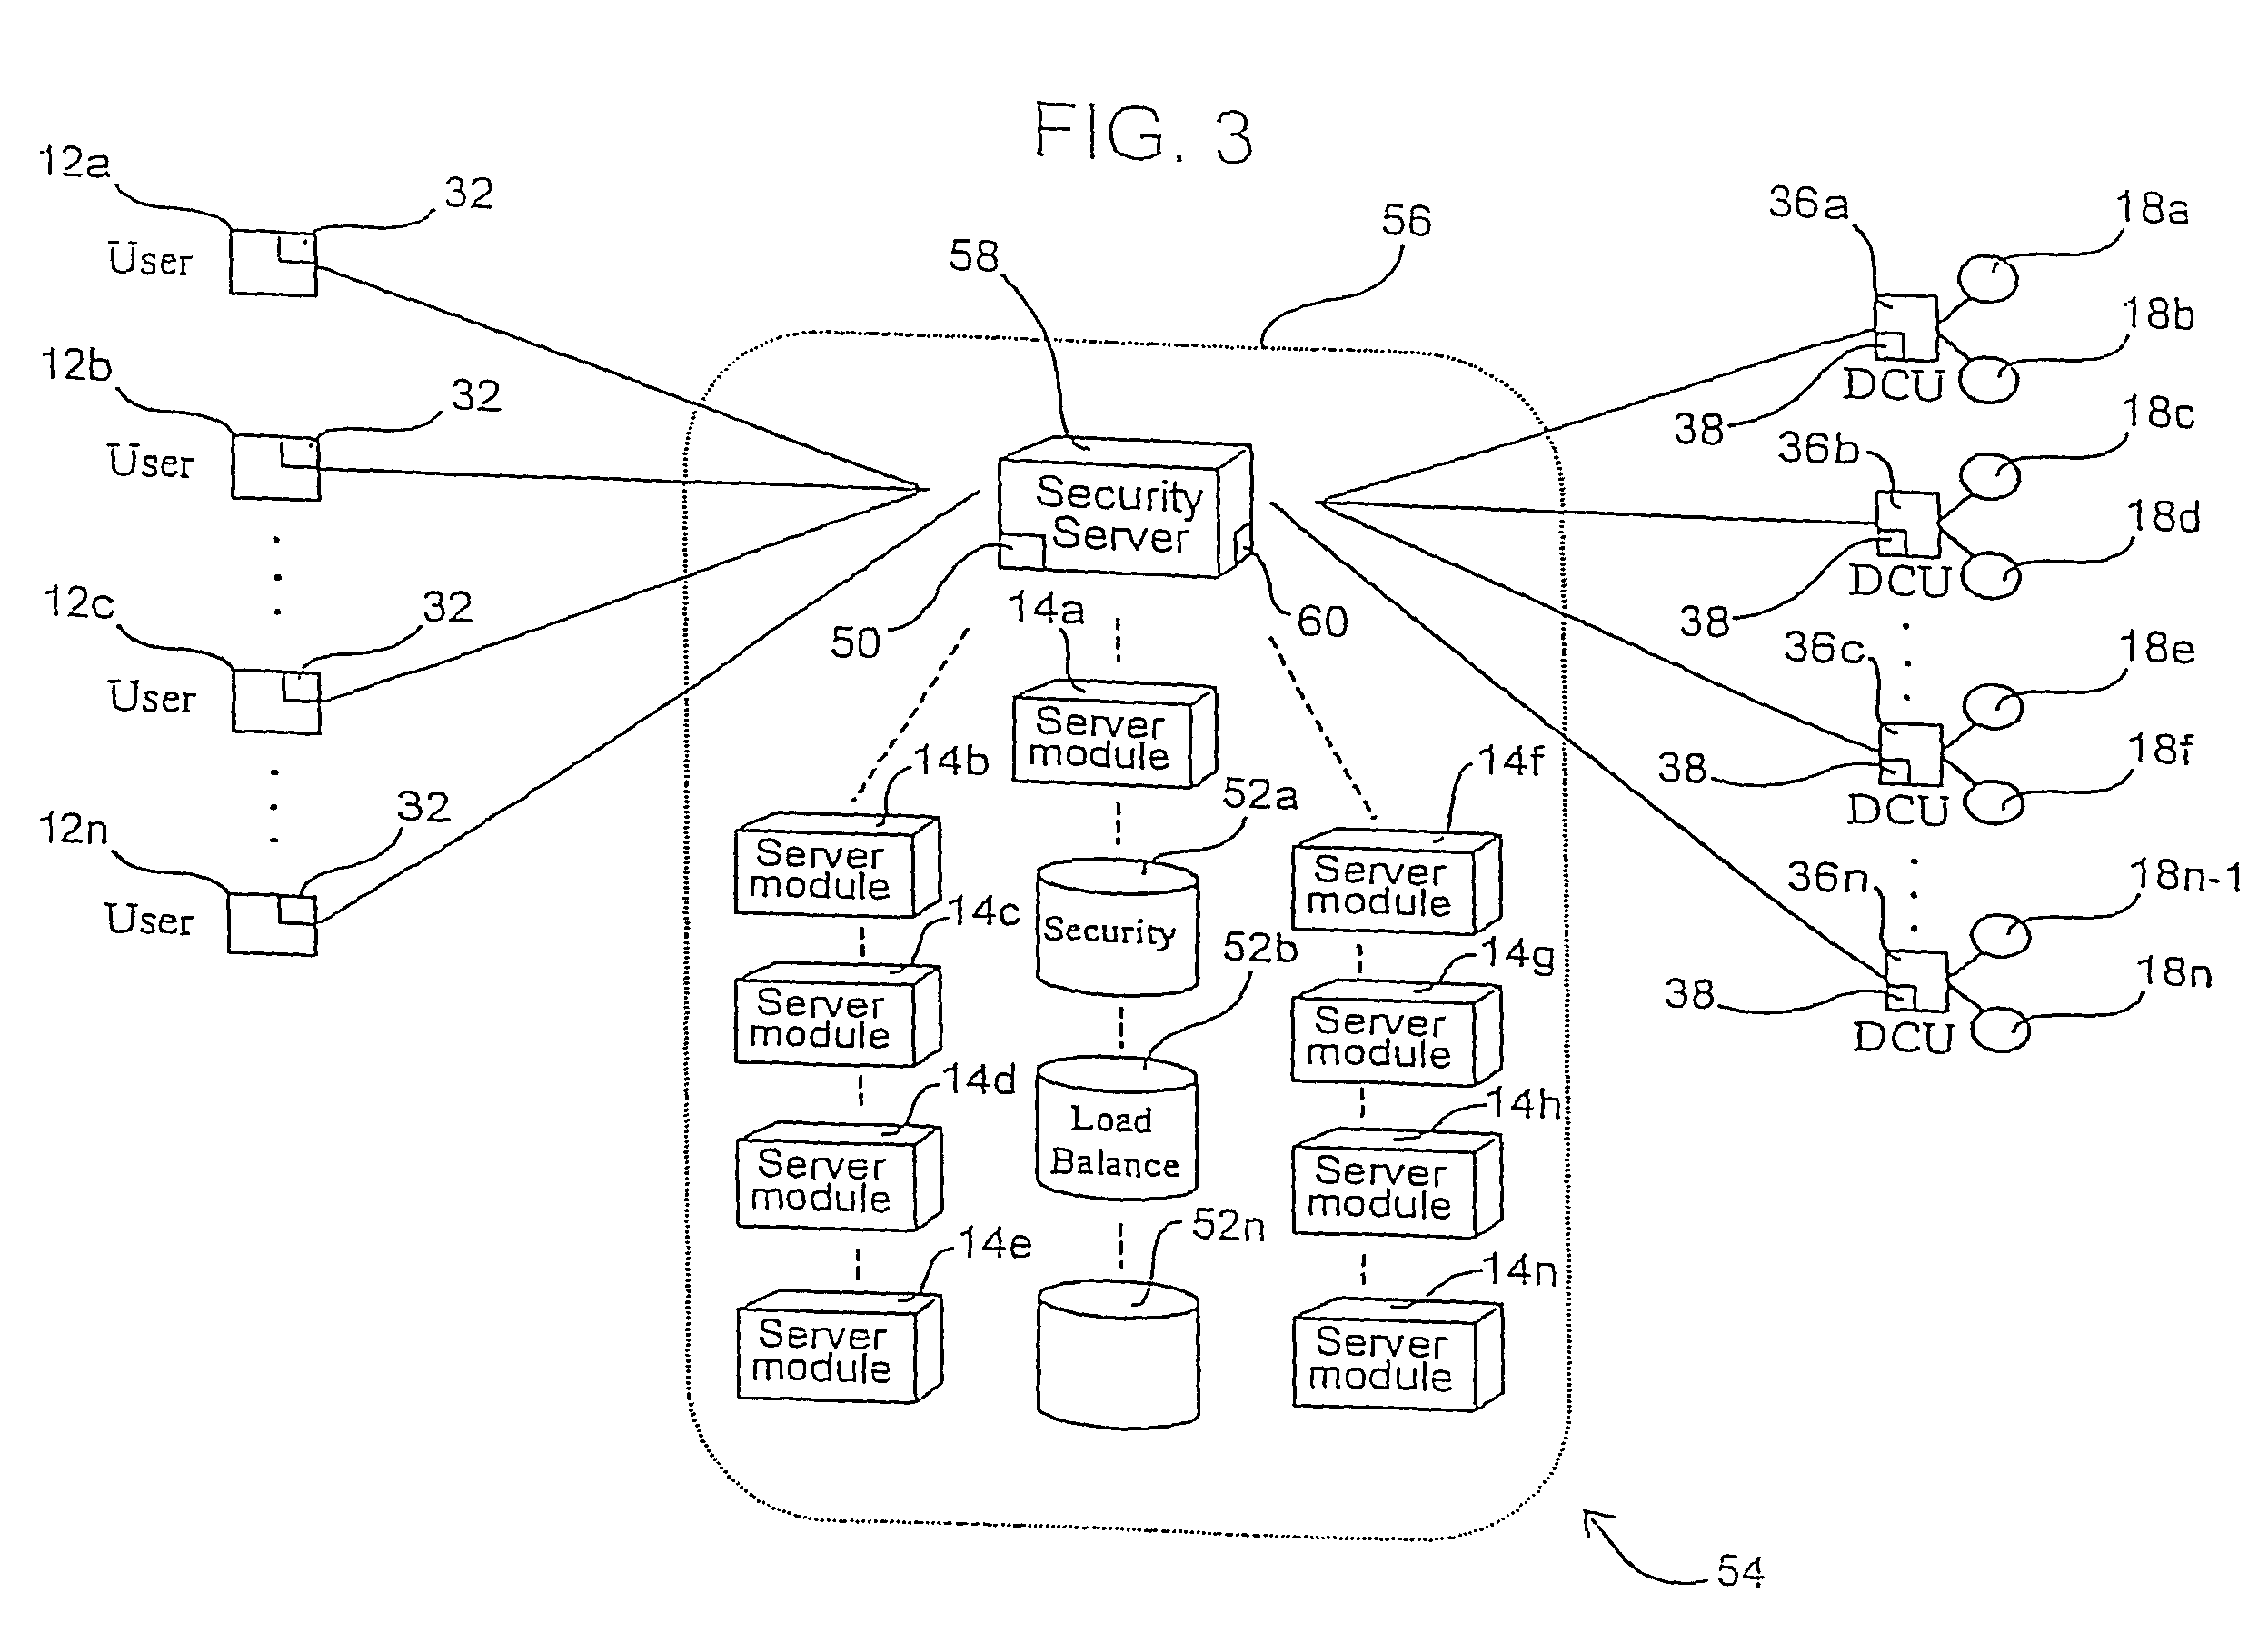 FIG. 3
12a
32
User
12b
32
User
12c
32
User
12n
32
User
56
58
Security
Server
50
60
14a
Server
module
14b
Server
module
14c
Server
module
14d
Server
module
14e
Server
module
52a
Security
52b
Load
Balance
52n
14f
Server
module
14g
Server
module
14h
Server
module
14n
Server
module
36a
18a
18b
38
DCU
36b
18c
18d
38
DCU
36c
18e
18f
38
DCU
36n
18n-1
18n
38
DCU
54